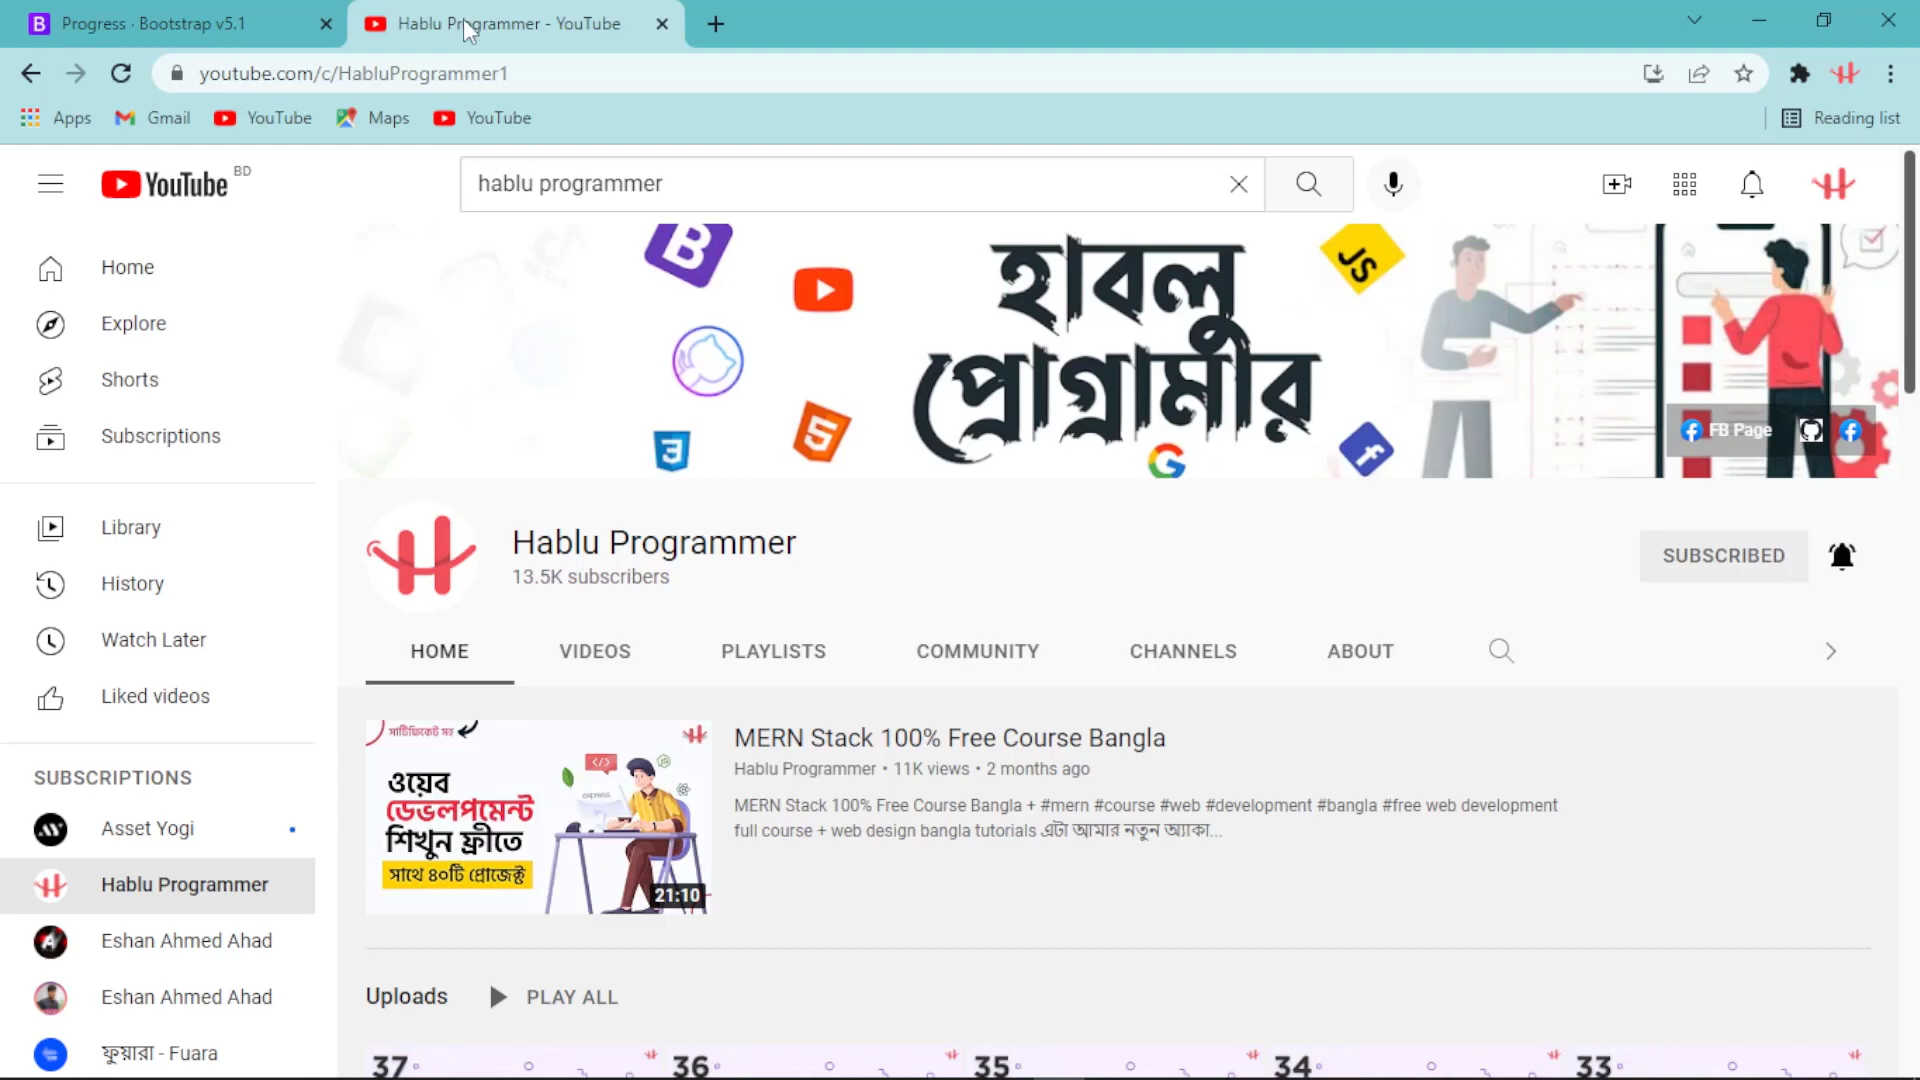 Progress · Bootstrap v5.1
Hablu Programmer - YouTube
youtube.com/c/HabluProgrammer1
Apps
Gmail
YouTube
Maps
YouTube
Reading list
YouTube BD
hablu programmer
Home
Explore
Shorts
Subscriptions
Library
History
Watch Later
Liked videos
SUBSCRIPTIONS
Asset Yogi
Hablu Programmer
Eshan Ahmed Ahad
Eshan Ahmed Ahad
ফুয়ারা - Fuara
হাবলু
প্রোগ্রামার
JS
FB Page
Hablu Programmer
13.5K subscribers
SUBSCRIBED
HOME
VIDEOS
PLAYLISTS
COMMUNITY
CHANNELS
ABOUT
সার্টিফিকেট সহ
ওয়েব
ডেভলপমেন্ট
শিখুন ফ্রীতে
সাথে ৪০টি প্রোজেক্ট
express
21:10
MERN Stack 100% Free Course Bangla
Hablu Programmer • 11K views • 2 months ago
MERN Stack 100% Free Course Bangla + #mern #course #web #development #bangla #free web development
full course + web design bangla tutorials এটা আমার নতুন অ্যাকা...
Uploads
PLAY ALL
37
36
35
34
33